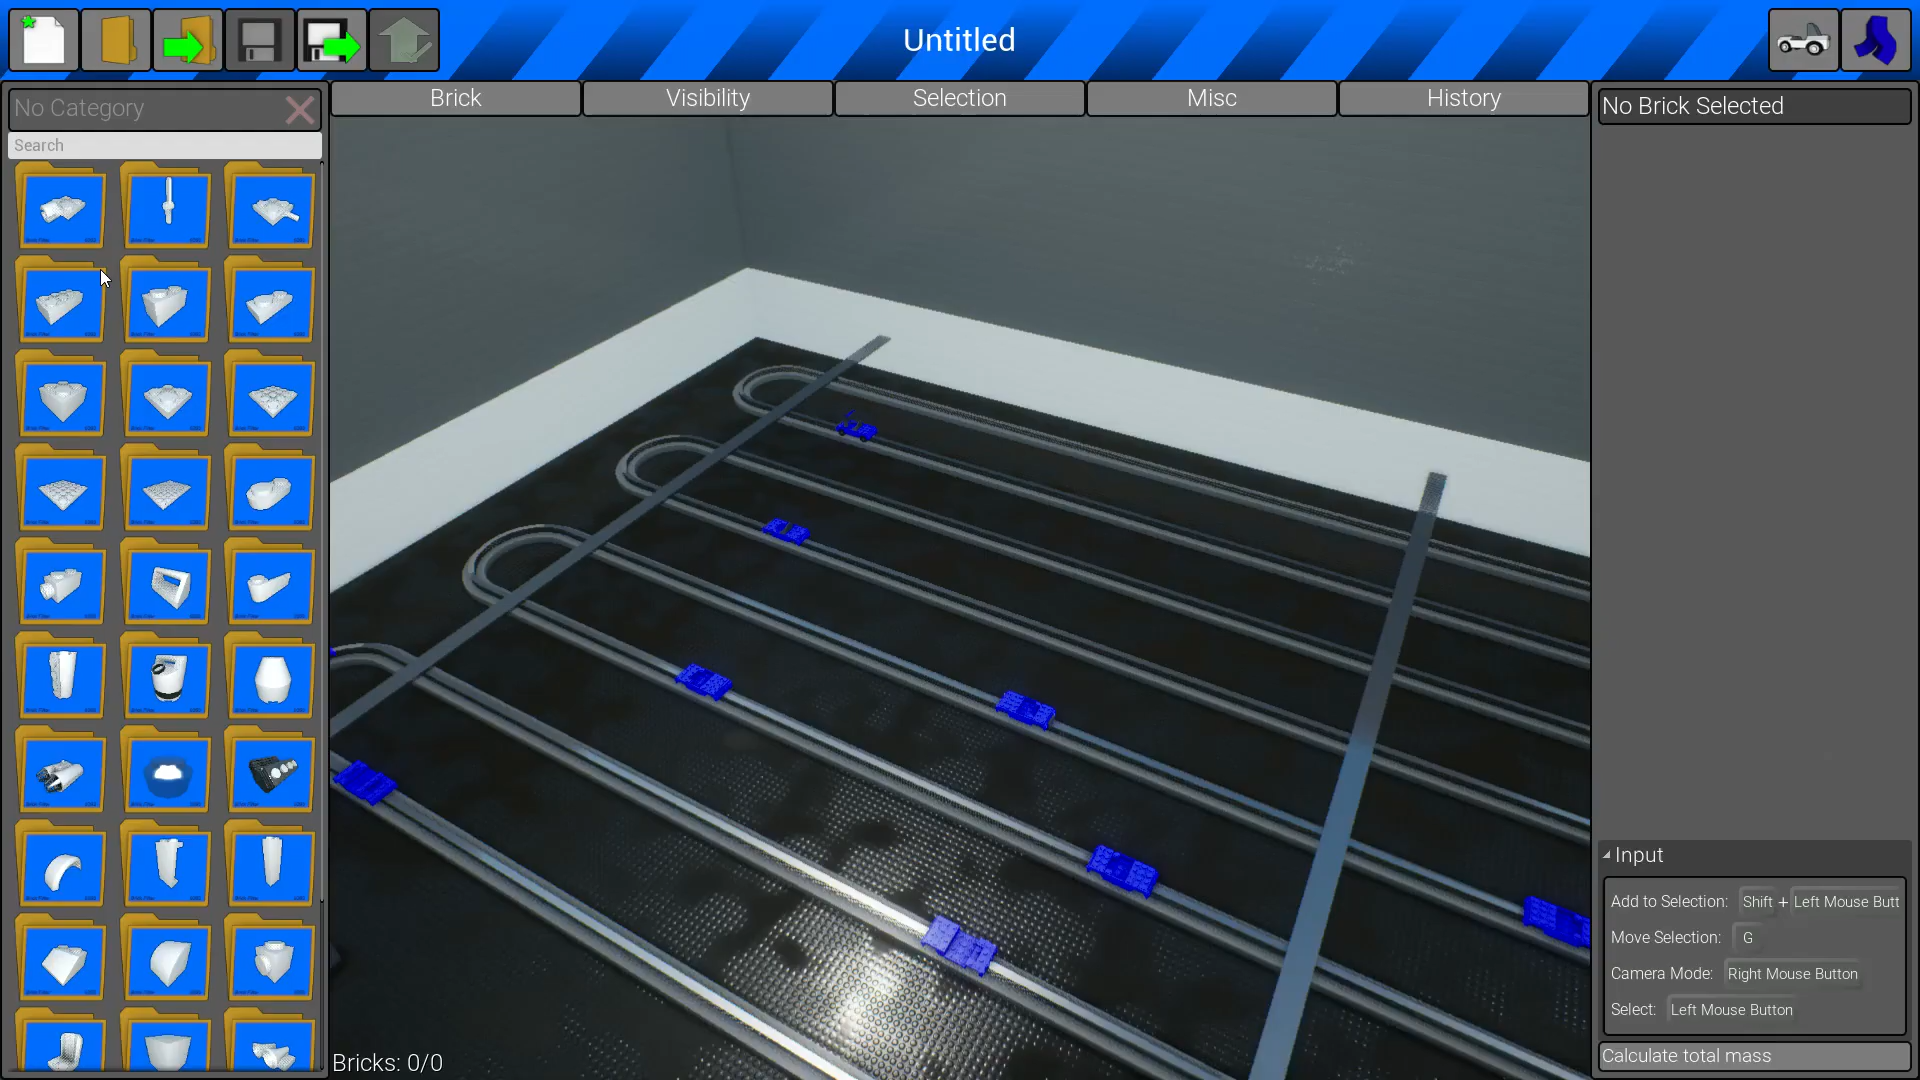 Untitled
No Category
Search
Brick
Visibility
Selection
Misc
History
No Brick Selected
Input
Add to Selection: Shift + Left Mouse Butt
Move Selection: G
Camera Mode: Right Mouse Button
Select: Left Mouse Button
Calculate total mass
Bricks: 0/0